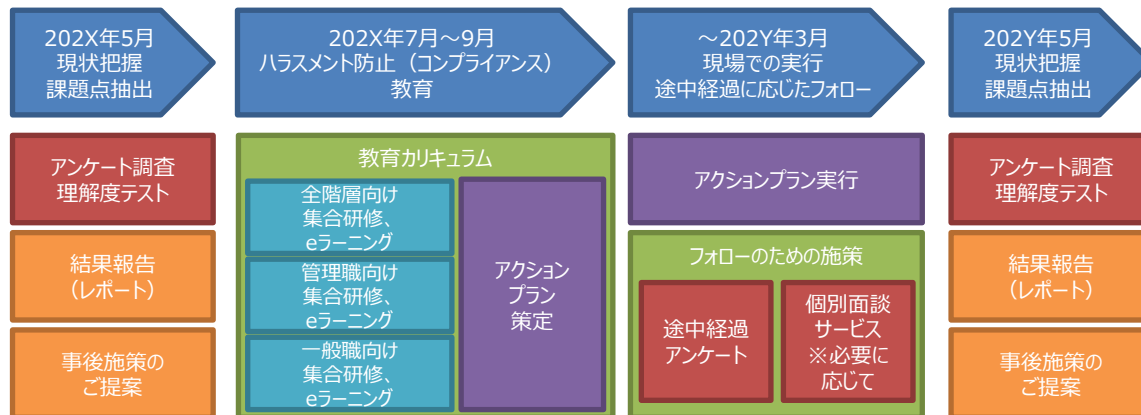 202X年5月
現状把握
課題点抽出
202X年7月～9月
ハラスメント防止（コンプライアンス）
教育
～202Y年3月
現場での実行
途中経過に応じたフォロー
202Y年5月
現状把握
課題点抽出
アンケート調査
理解度テスト
結果報告
（レポート）
事後施策の
ご提案
教育カリキュラム
全階層向け
集合研修、
eラーニング
管理職向け
集合研修、
eラーニング
一般職向け
集合研修、
eラーニング
アクション
プラン
策定
アクションプラン実行
フォローのための施策
途中経過
アンケート
個別面談
サービス
※必要に
応じて
アンケート調査
理解度テスト
結果報告
（レポート）
事後施策の
ご提案